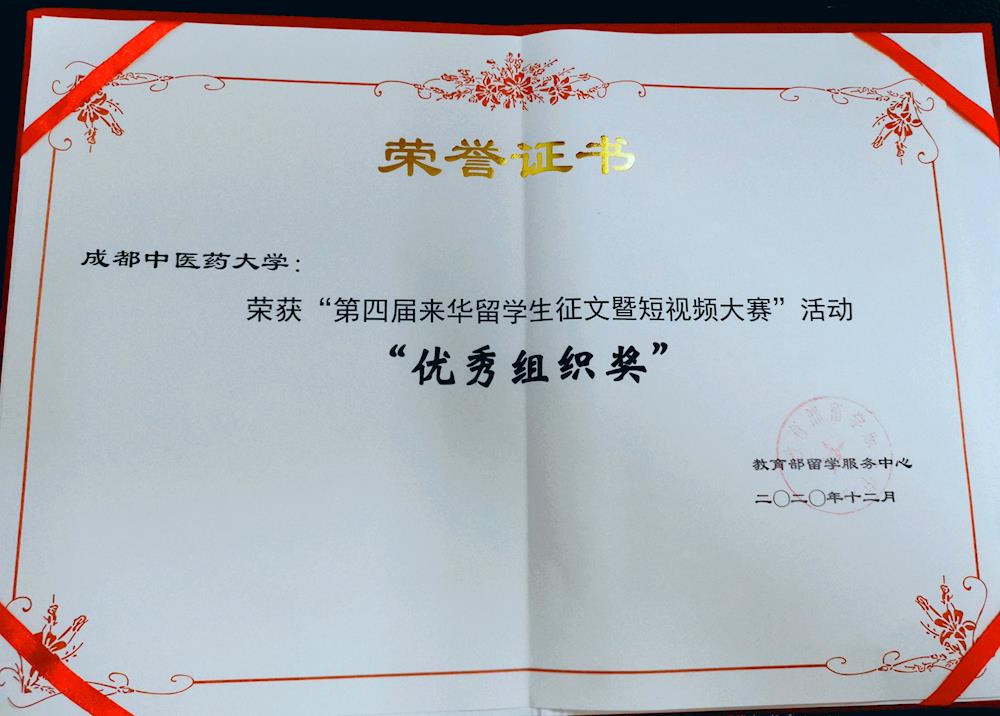 荣誉证书
成都中医药大学：
荣获“第四届来华留学生征文暨短视频大赛”活动
“优秀组织奖”
教育部留学服务中心
二〇二〇年十二月